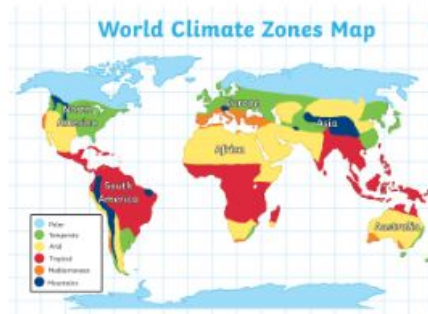 World Climate Zones Map
North
America
Europe
Asia
Africa
South
America
Australia
Polar
Temperate
Arid
Tropical
Mediterranean
Mountains